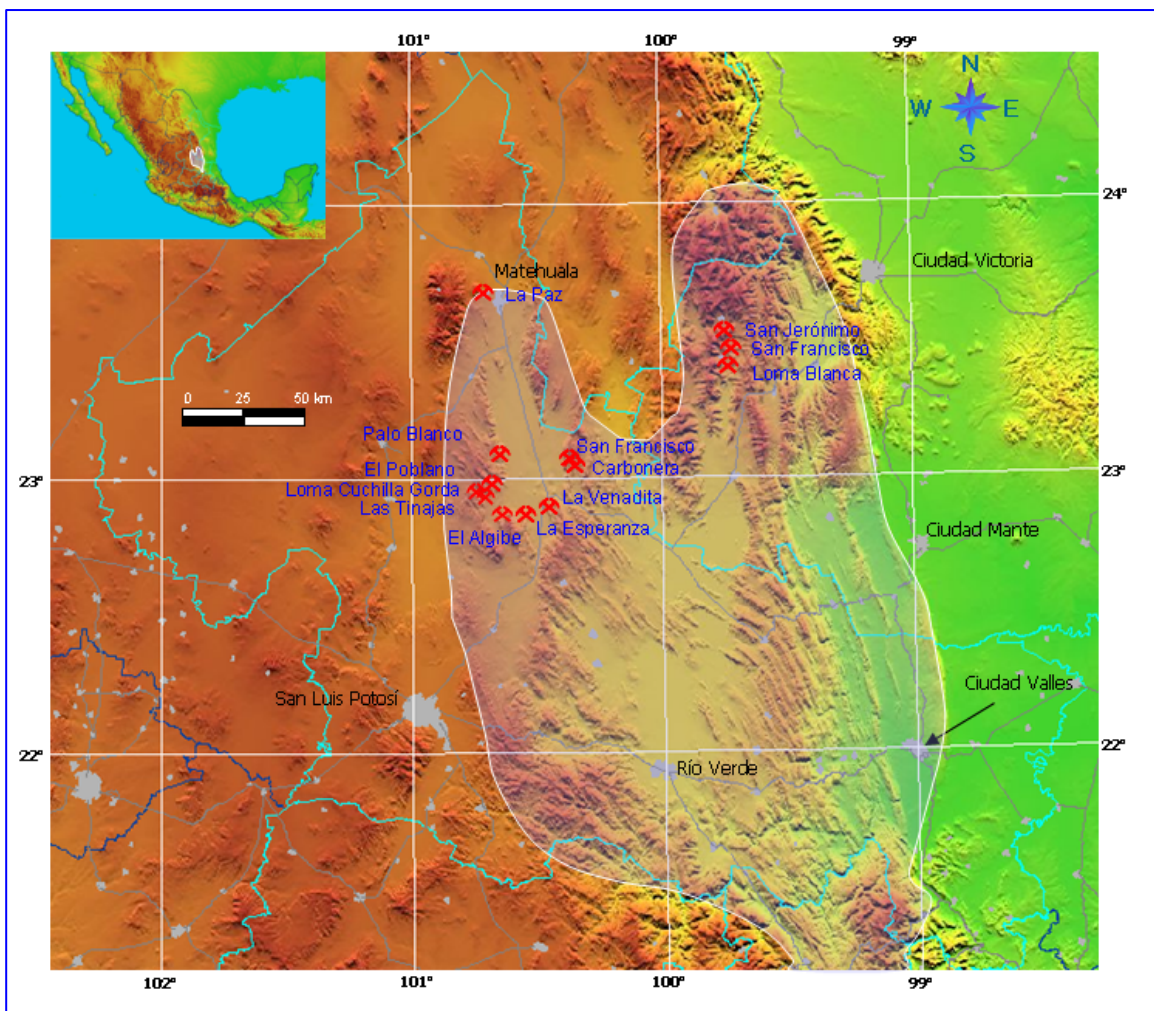 101°
100°
99°
N
W
E
S
24°
Ciudad Victoria
Matehuala
La Paz
San Jerónimo
San Francisco
Loma Blanca
0
25
50 km
Palo Blanco
San Francisco
El Poblano
Carbonera
23°
23°
Loma Cuchilla Gorda
Las Tinajas
La Venadita
El Algibe
La Esperanza
Ciudad Mante
Ciudad Valles
San Luis Potosí
22°
22°
Río Verde
102°
101°
100°
99°